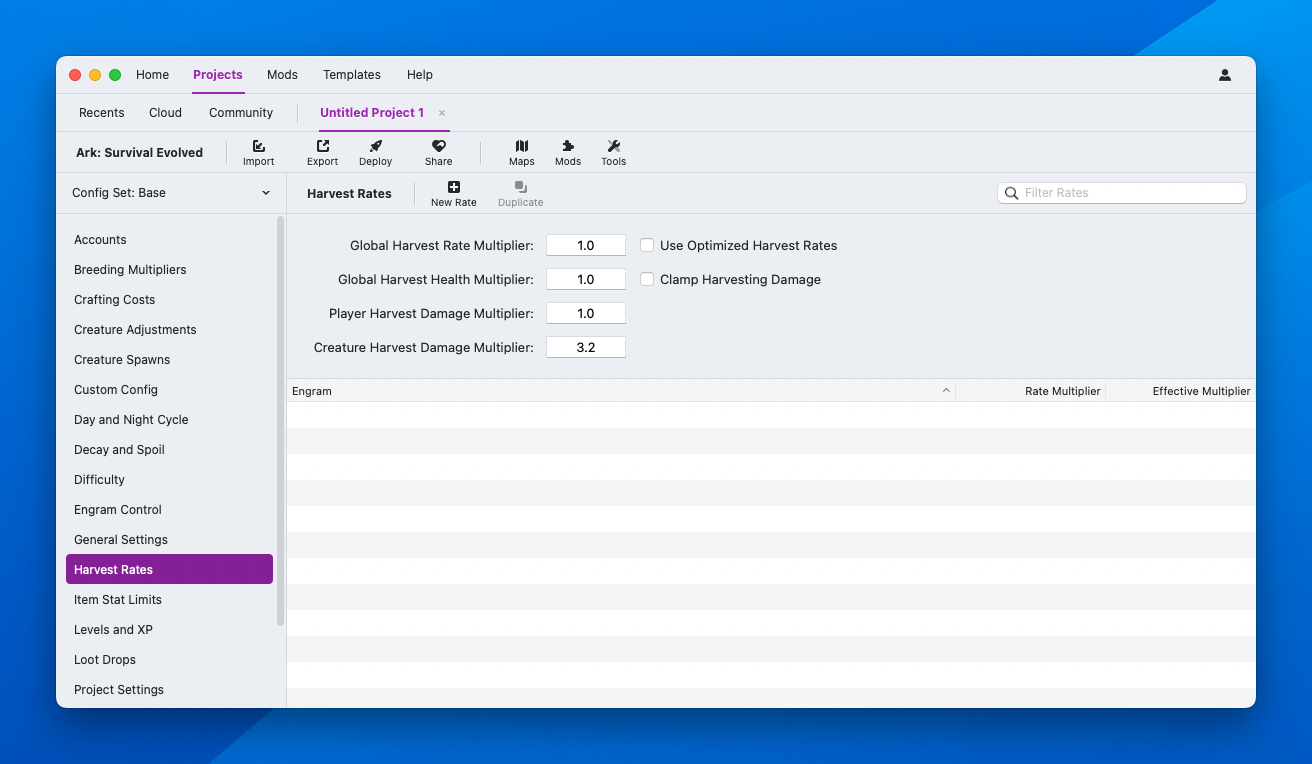 Home Projects Mods Templates Help
Recents Cloud Community Untitled Project 1 ×
Ark: Survival Evolved Import Export Deploy Share Maps Mods Tools
Config Set: Base
Harvest Rates New Rate Duplicate Filter Rates
Accounts
Breeding Multipliers
Crafting Costs
Creature Adjustments
Creature Spawns
Custom Config
Day and Night Cycle
Decay and Spoil
Difficulty
Engram Control
General Settings
Harvest Rates
Item Stat Limits
Levels and XP
Loot Drops
Project Settings
Global Harvest Rate Multiplier: 1.0 Use Optimized Harvest Rates
Global Harvest Health Multiplier: 1.0 Clamp Harvesting Damage
Player Harvest Damage Multiplier: 1.0
Creature Harvest Damage Multiplier: 3.2
Engram Rate Multiplier Effective Multiplier